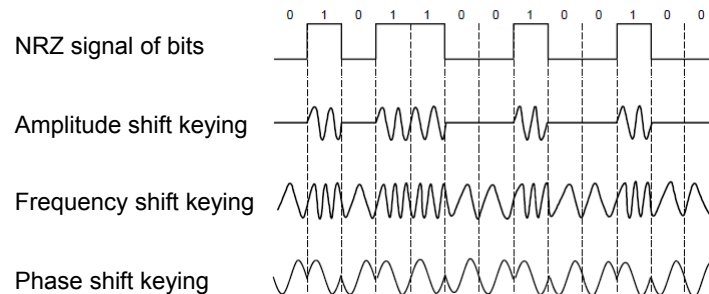 0 1 0 1 1 0 0 1 0 0 1 0 0
NRZ signal of bits
Amplitude shift keying
Frequency shift keying
Phase shift keying